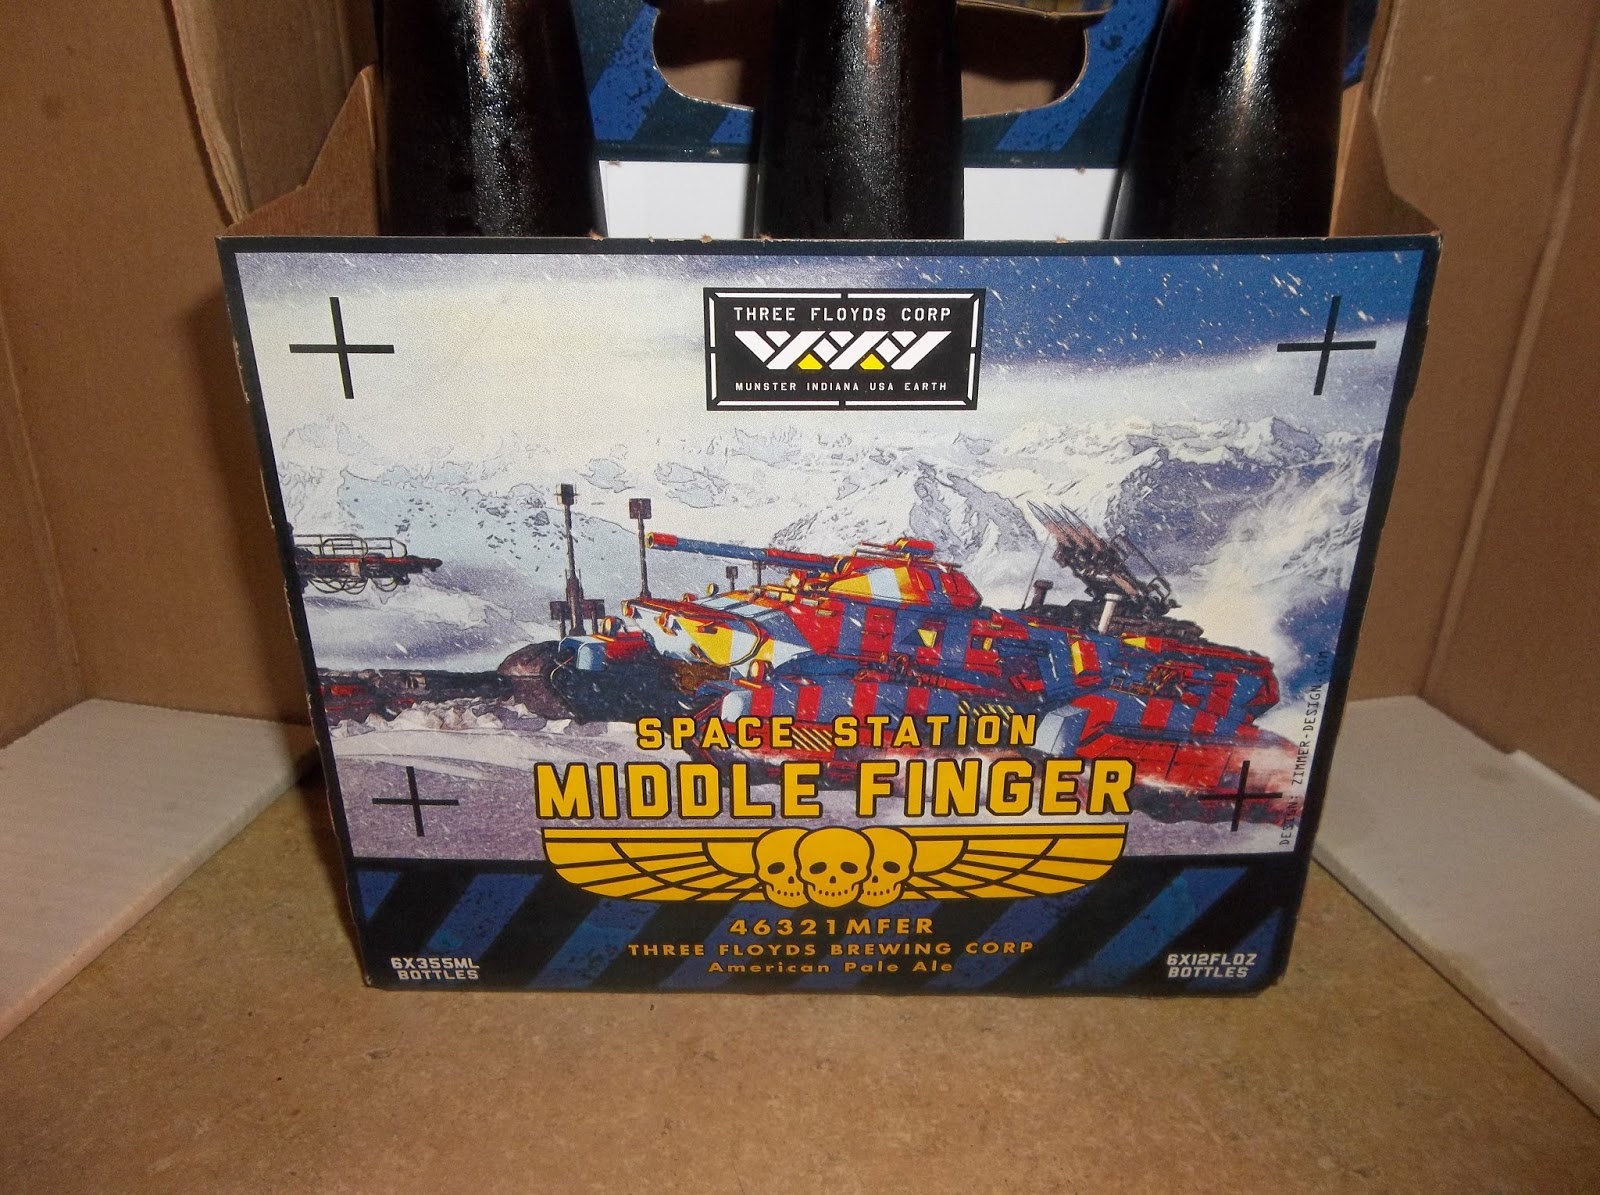 THREE FLOYDS CORP
MUNSTER INDIANA USA EARTH
SPACE STATION
MIDDLE FINGER
46321MFER
THREE FLOYDS BREWING CORP
American Pale Ale
6X355ML
BOTTLES
6X12FLOZ
BOTTLES
DESIGN: ZIMMER-DESIGN.COM